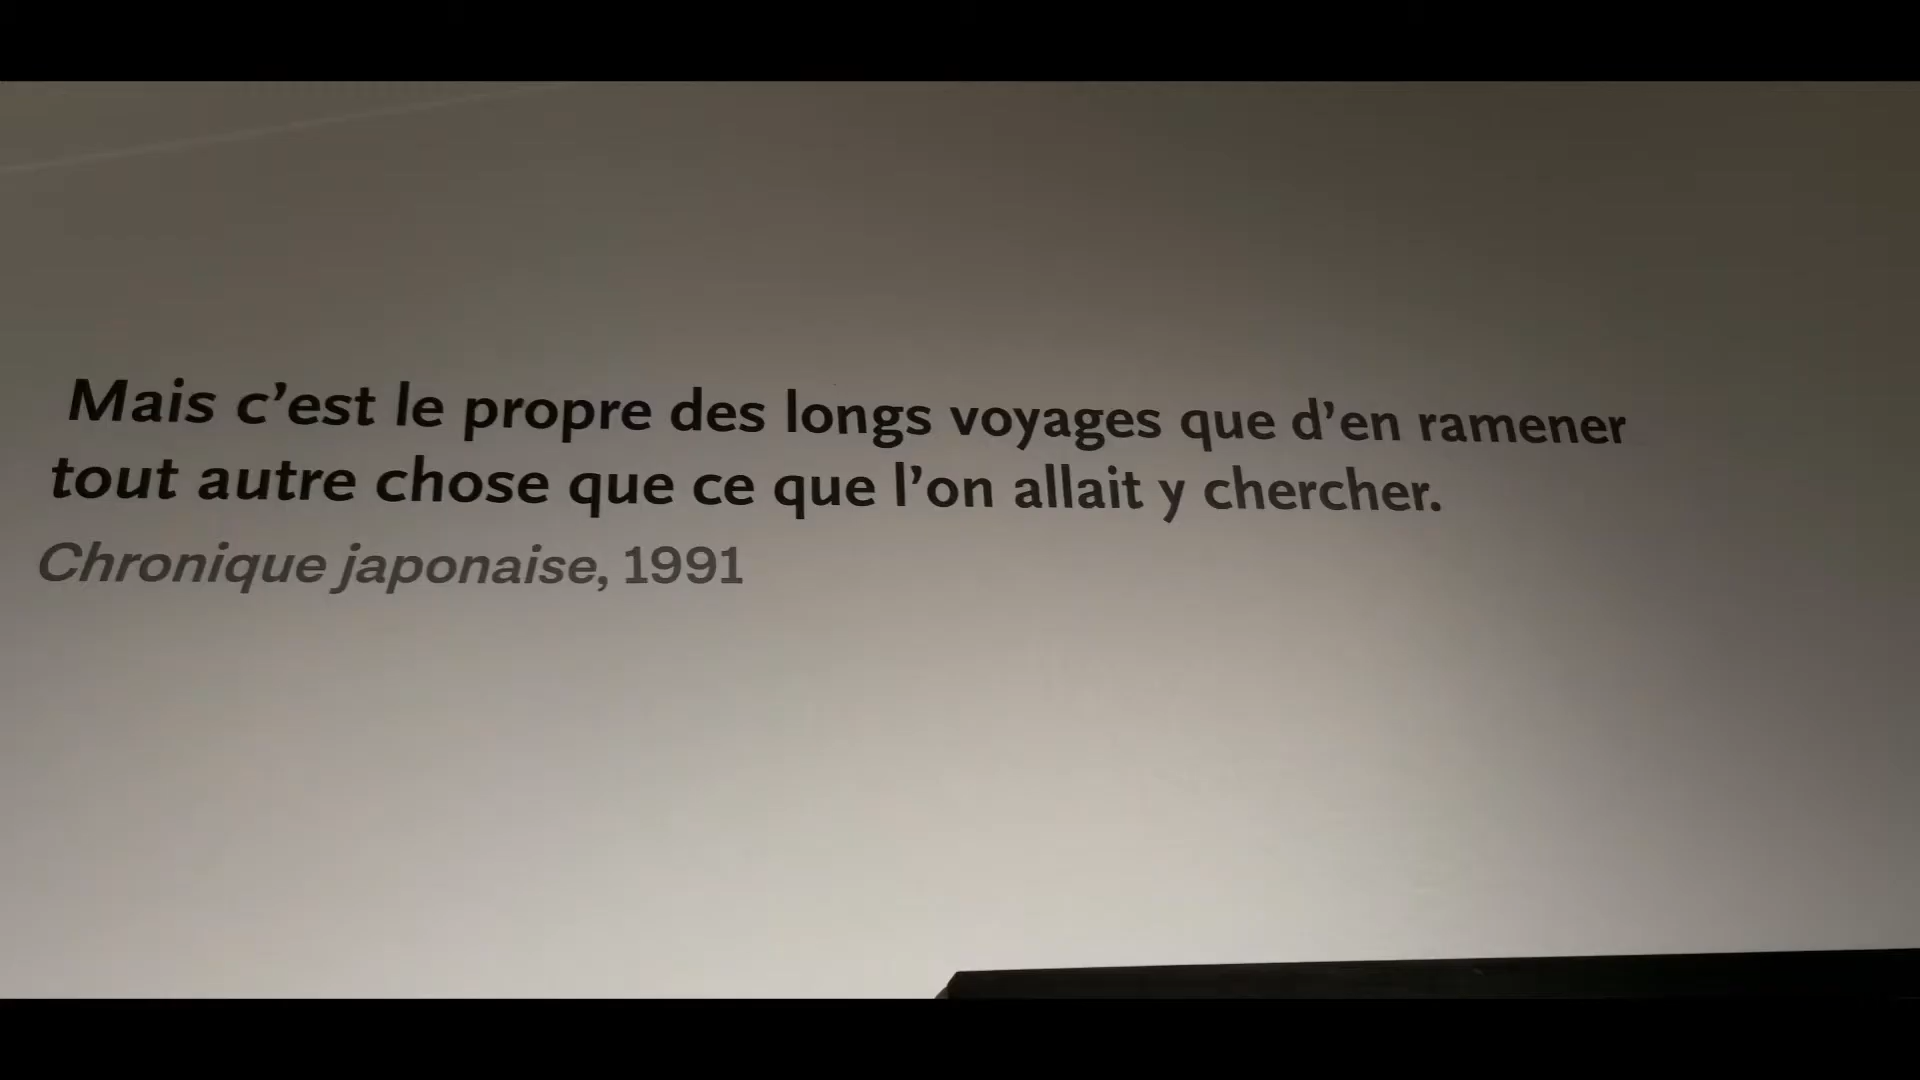 Mais c’est le propre des longs voyages que d’en ramener
tout autre chose que ce que l’on allait y chercher.
Chronique japonaise, 1991